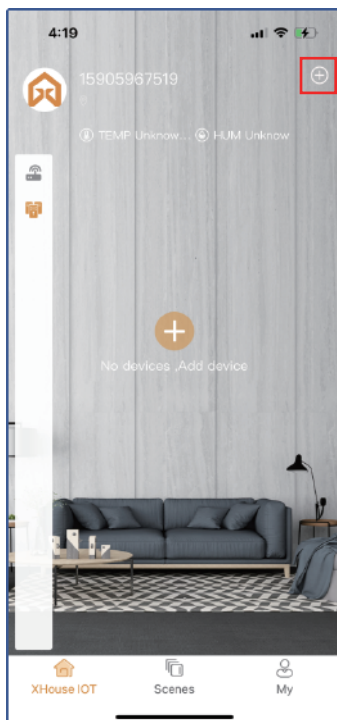 4:19
15905967519
TEMP Unknow... HUM Unknow
No devices ,Add device
XHouse IOT
Scenes
My